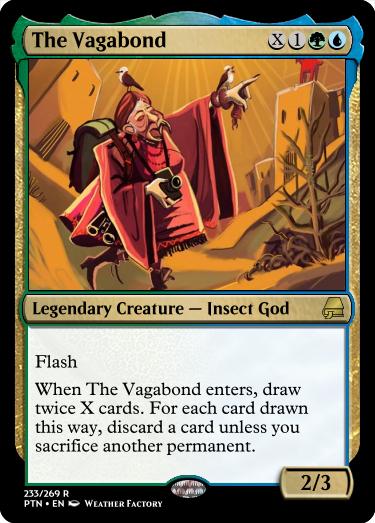 The Vagabond X 1
Legendary Creature — Insect God
Flash
When The Vagabond enters, draw
twice X cards. For each card drawn
this way, discard a card unless you
sacrifice another permanent.
2/3
233/269 R
PTN • EN Weather Factory